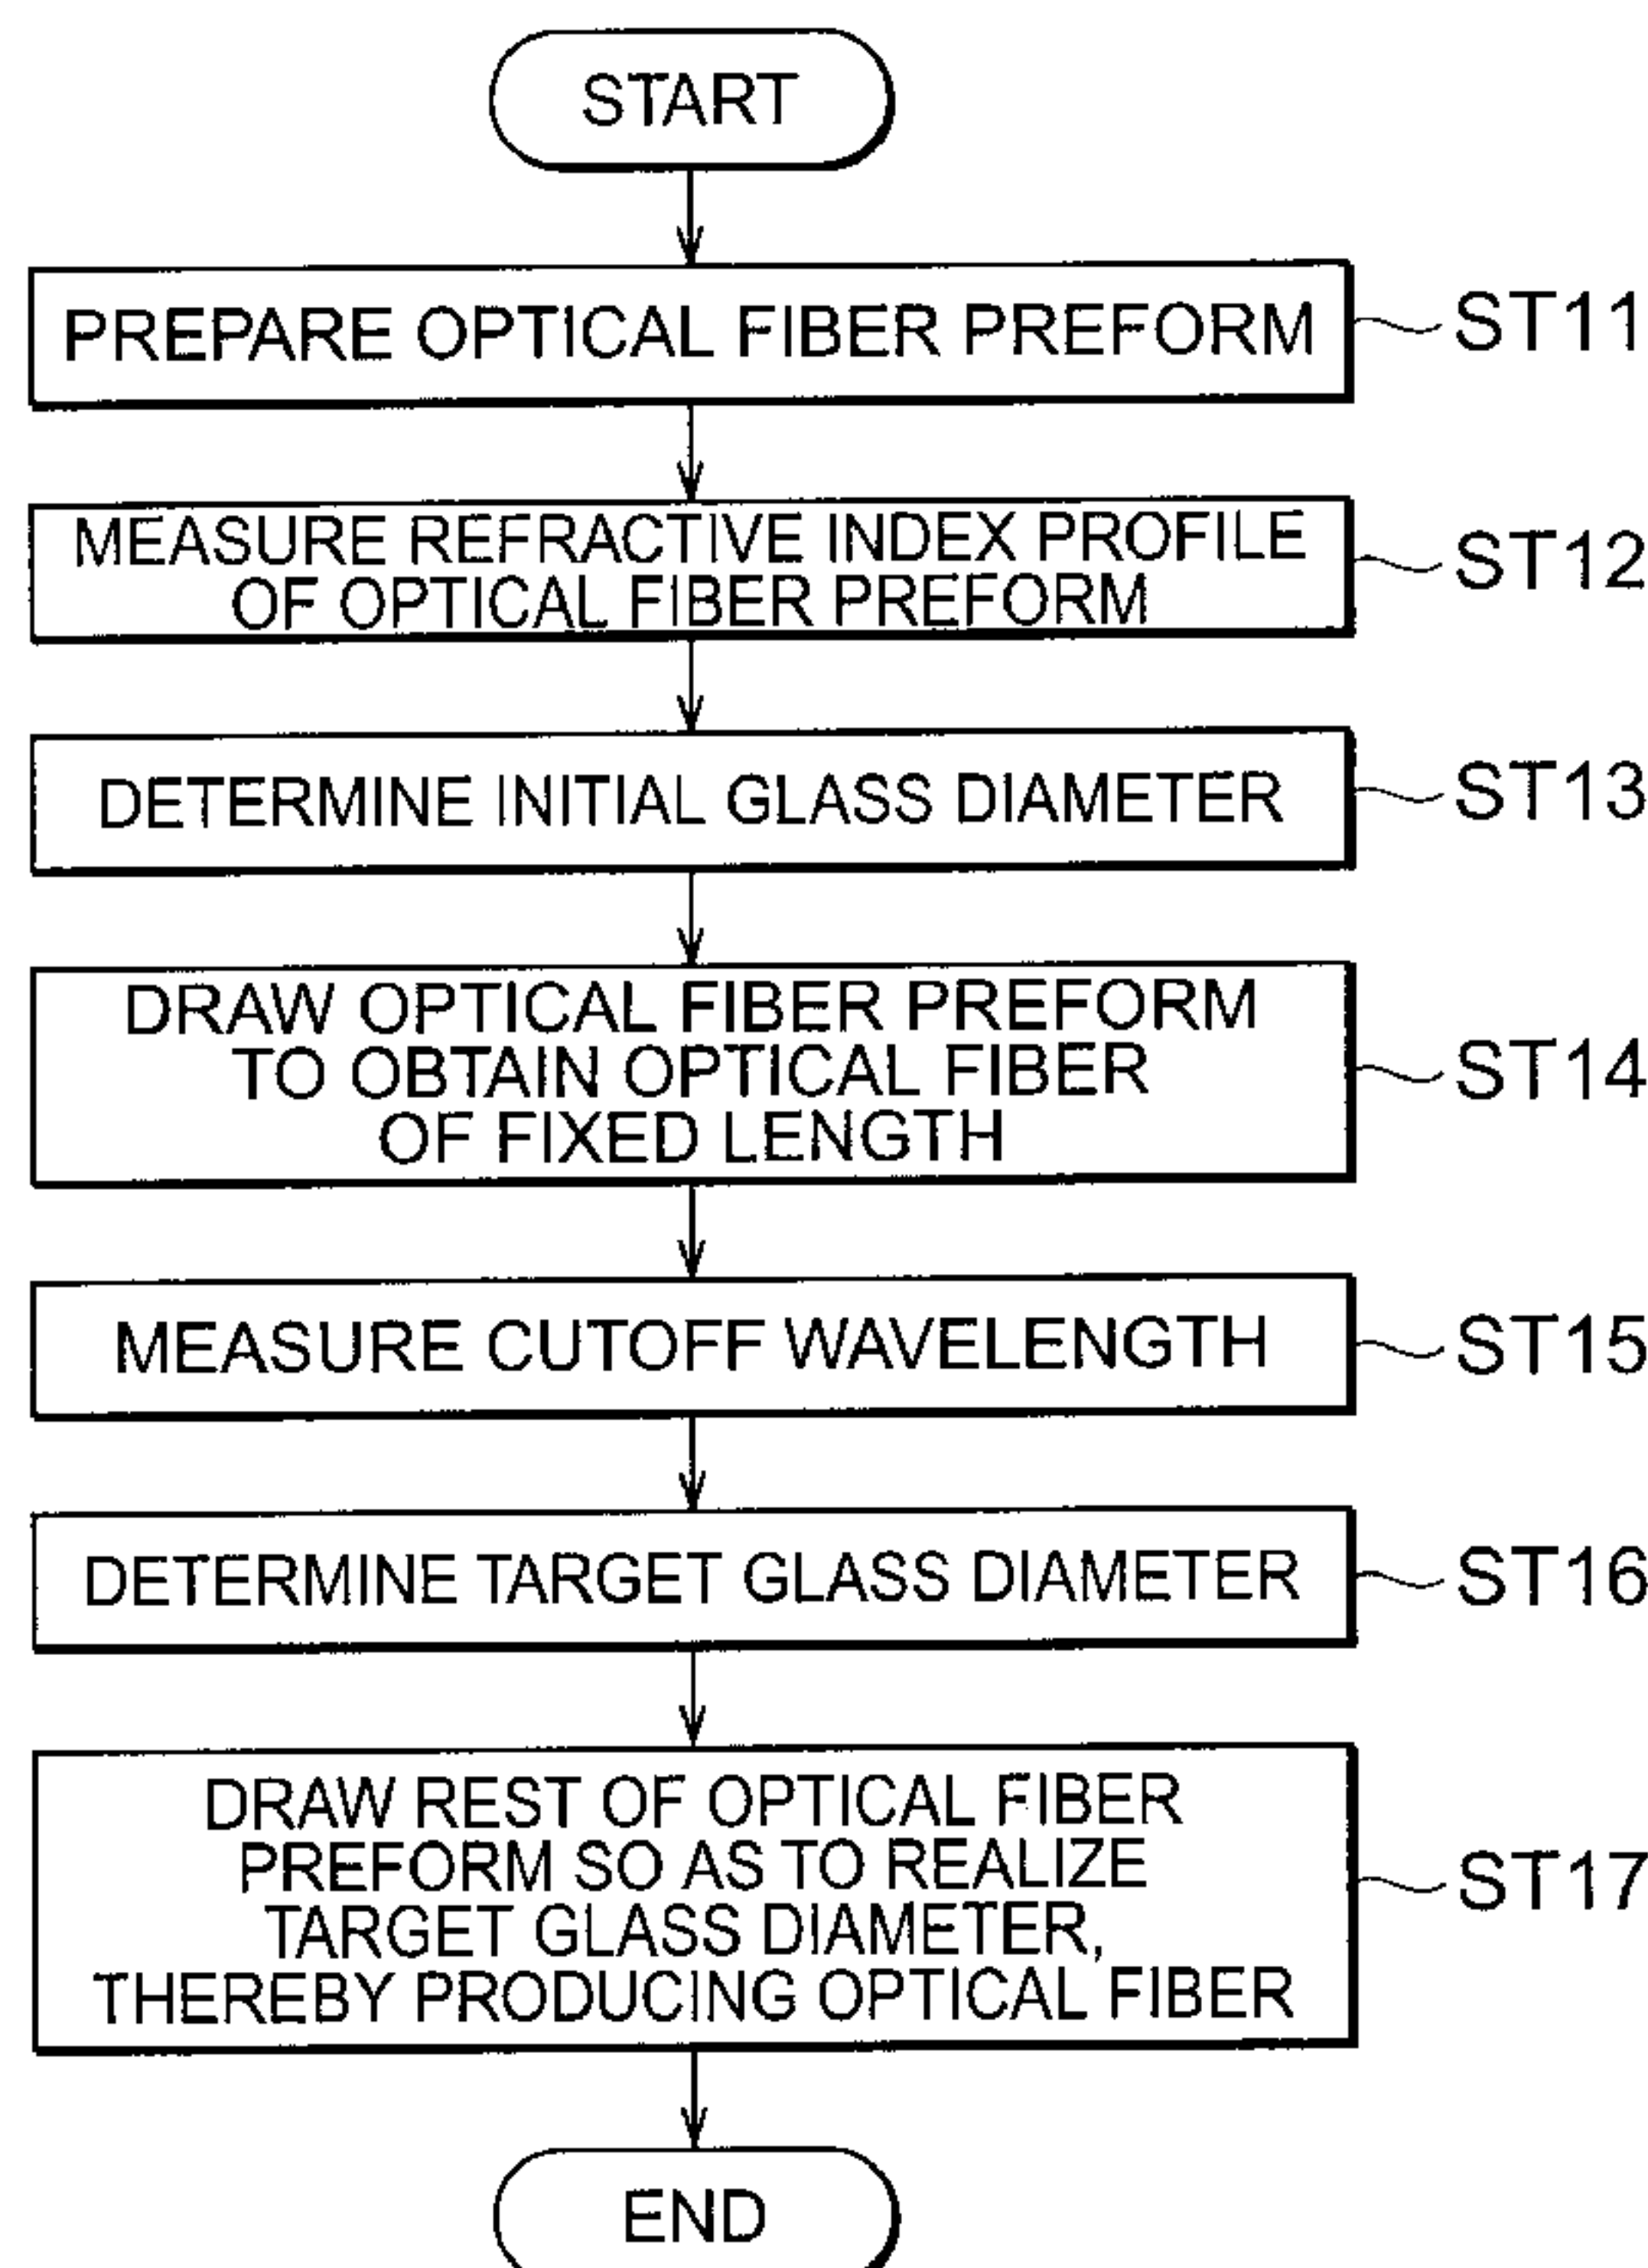 START
PREPARE OPTICAL FIBER PREFORM
ST11
MEASURE REFRACTIVE INDEX PROFILE
OF OPTICAL FIBER PREFORM
ST12
DETERMINE INITIAL GLASS DIAMETER
ST13
DRAW OPTICAL FIBER PREFORM
TO OBTAIN OPTICAL FIBER
OF FIXED LENGTH
ST14
MEASURE CUTOFF WAVELENGTH
ST15
DETERMINE TARGET GLASS DIAMETER
ST16
DRAW REST OF OPTICAL FIBER
PREFORM SO AS TO REALIZE
TARGET GLASS DIAMETER,
THEREBY PRODUCING OPTICAL FIBER
ST17
END